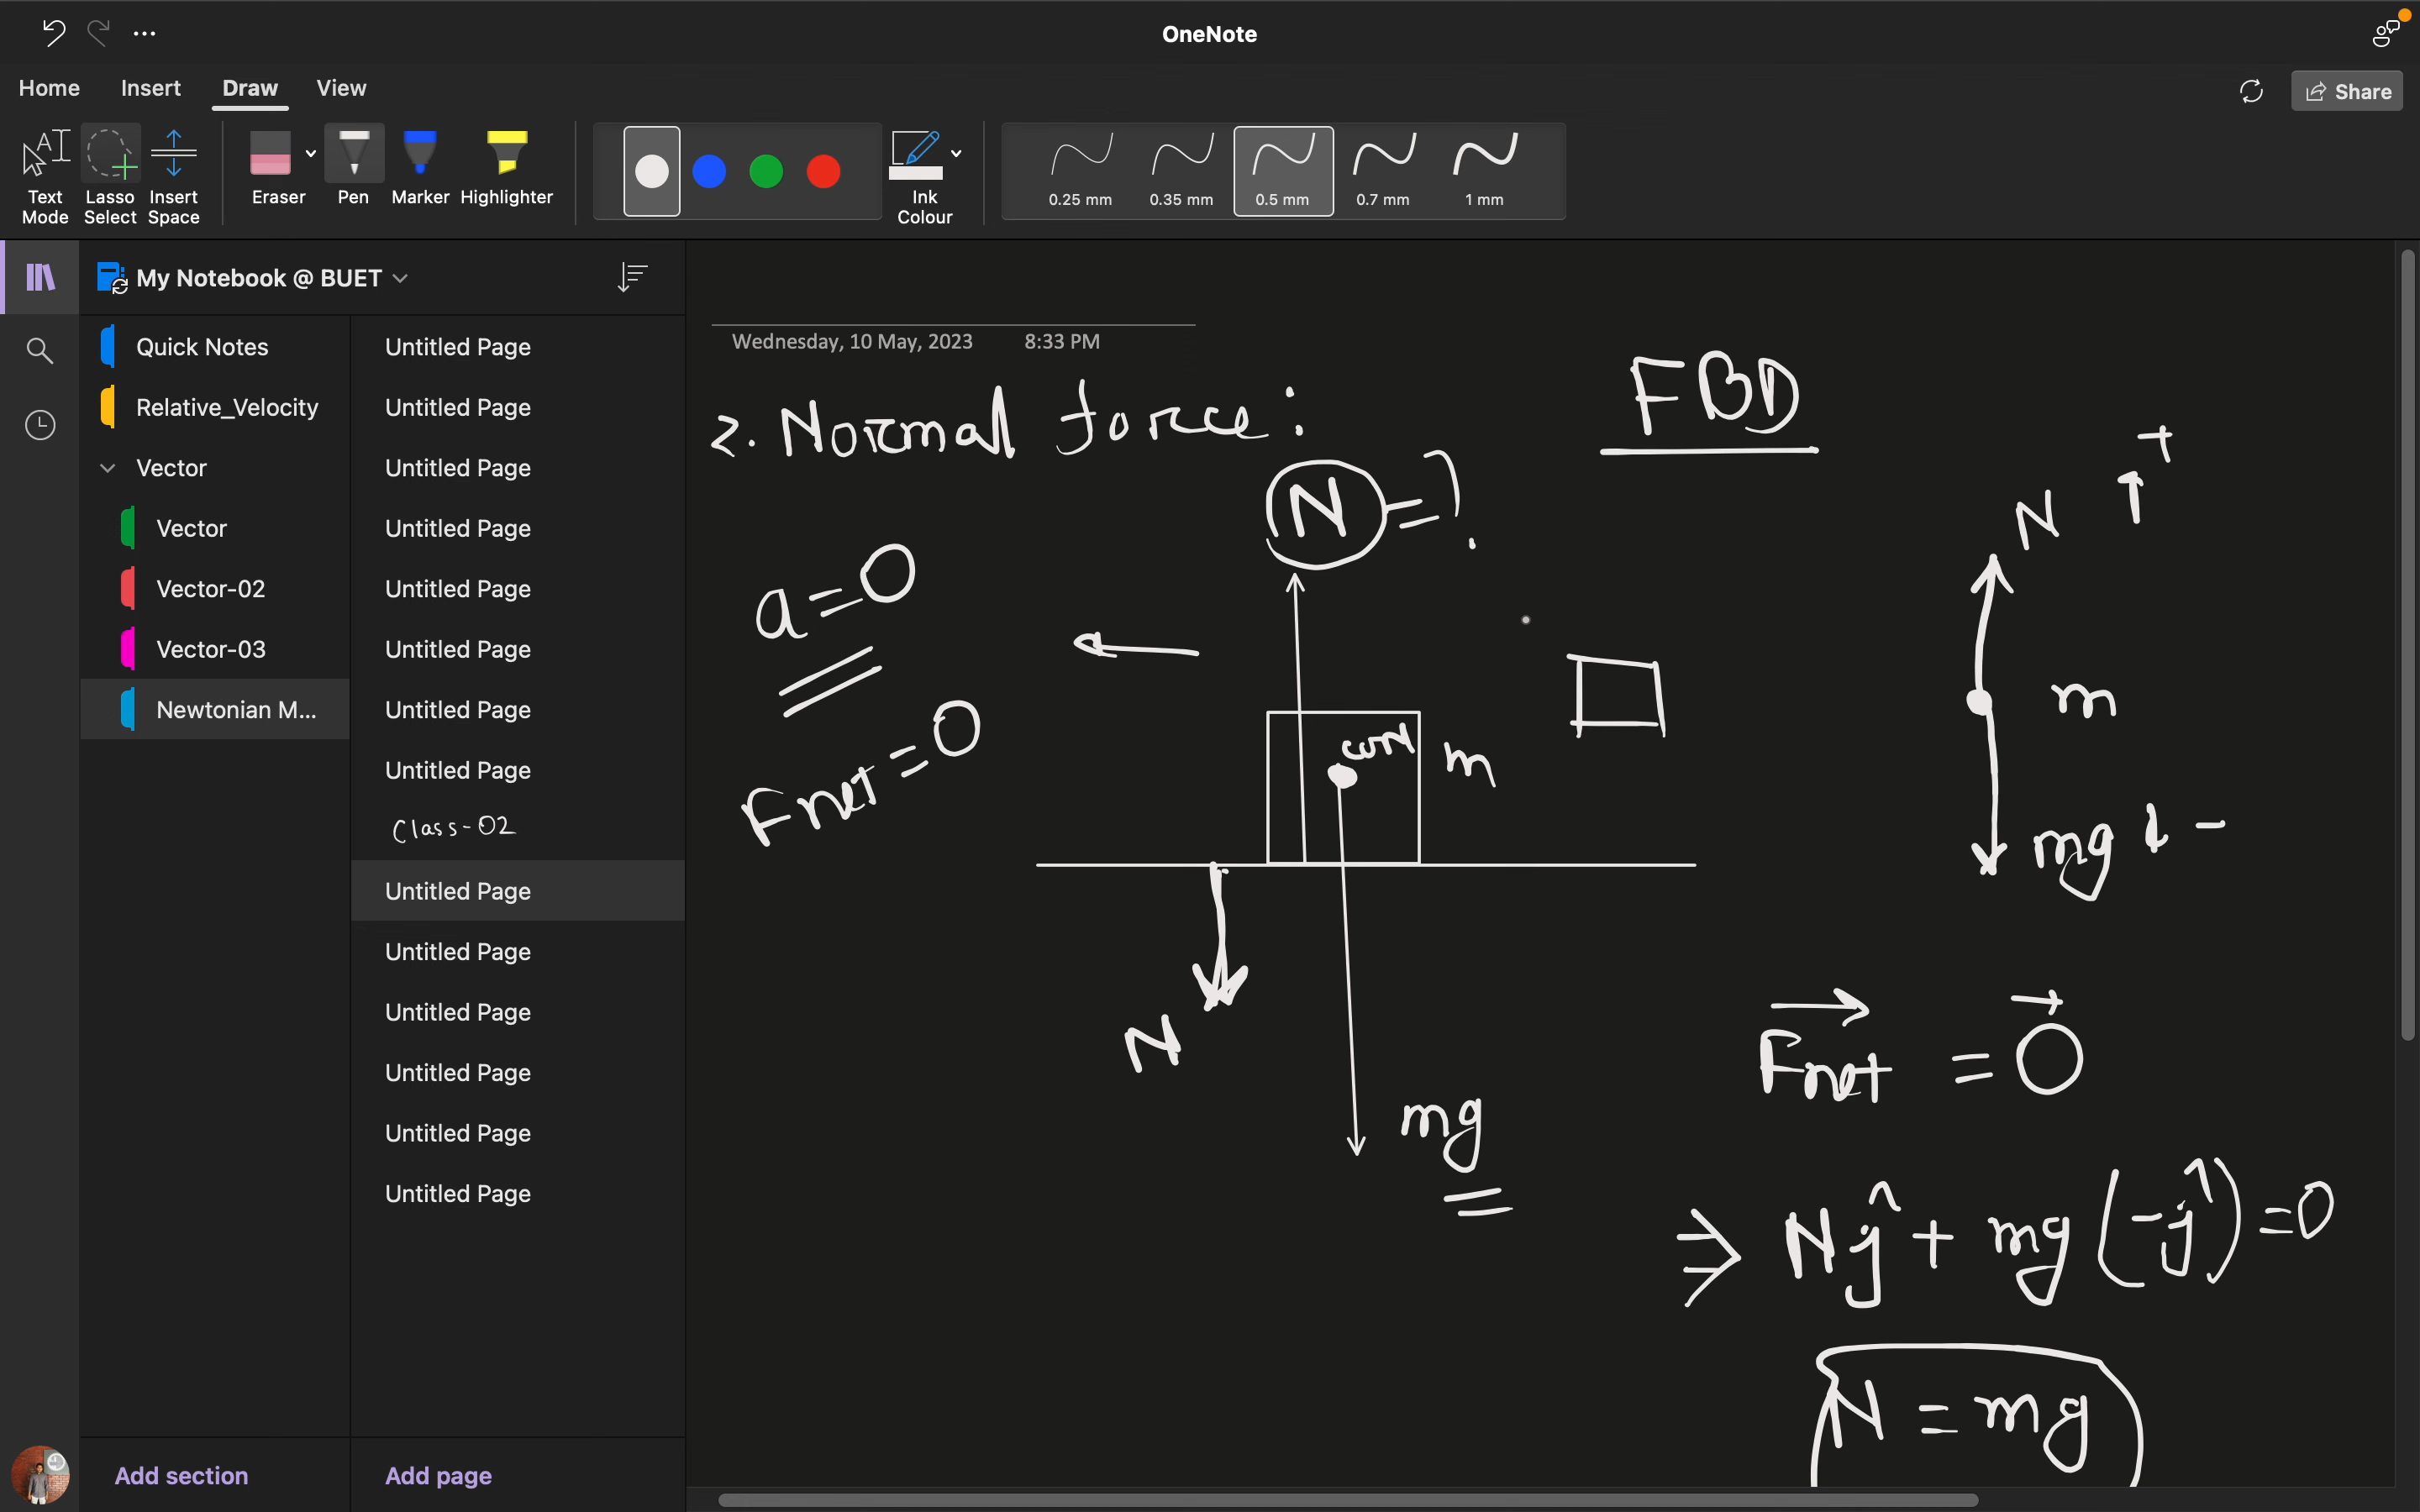 OneNote
Home Insert Draw View
Share
Text Mode
Lasso Select
Insert Space
Eraser
Pen
Marker
Highlighter
Ink Colour
0.25 mm
0.35 mm
0.5 mm
0.7 mm
1 mm
My Notebook @ BUET
Quick Notes
Relative_Velocity
Vector
Vector
Vector-02
Vector-03
Newtonian M...
Add section
Untitled Page
Untitled Page
Untitled Page
Untitled Page
Untitled Page
Untitled Page
Untitled Page
Untitled Page
Class-02
Untitled Page
Untitled Page
Untitled Page
Untitled Page
Untitled Page
Untitled Page
Add page
Wednesday, 10 May, 2023 8:33 PM
2. Normal force:
N = ?
a = 0
Fnet = 0
com
m
N
mg
FBD
N ↑ +
m
mg ↓ -
F⃗net = 0⃗
⇒ Nĵ + mg (-ĵ) = 0
N = mg